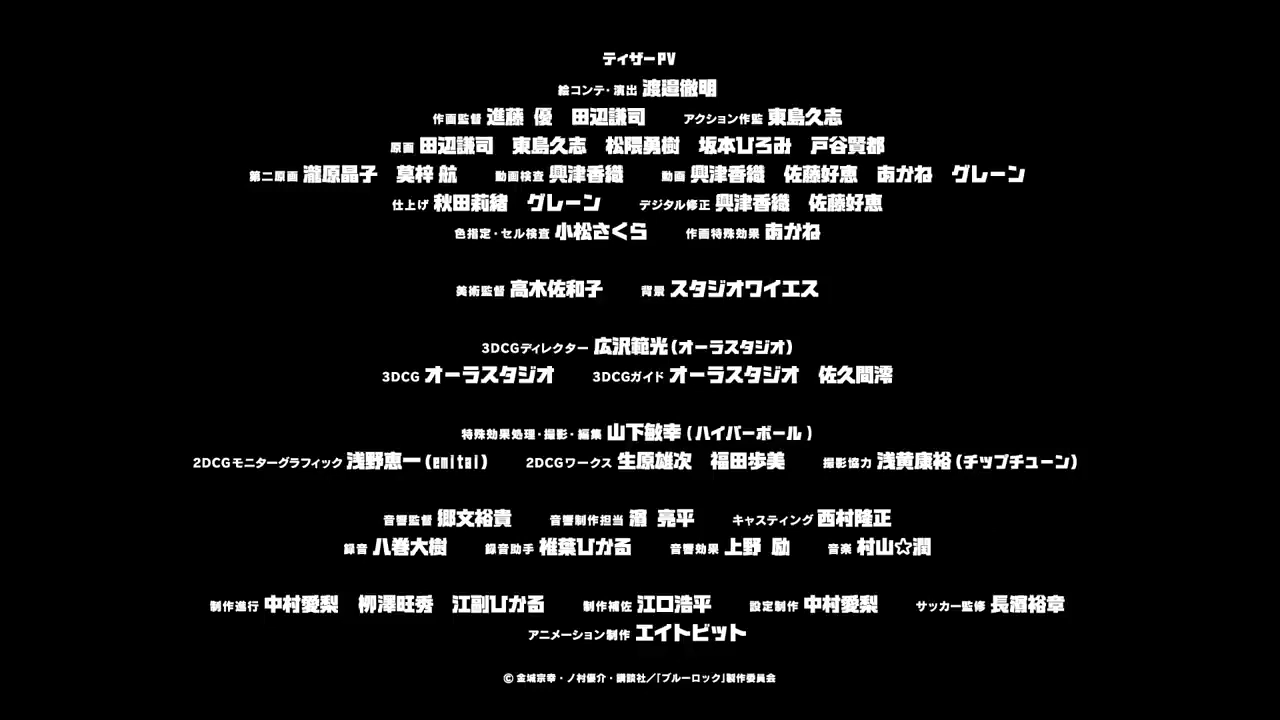 ティザーPV
絵コンテ・演出 渡邉徹明
作画監督 進藤 優 田辺謙司 アクション作監 東島久志
原画 田辺謙司 東島久志 松隈勇樹 坂本ひろみ 戸谷賢都
第二原画 瀧原晶子 莫梓 航 動画検査 興津香織 動画 興津香織 佐藤好恵 あかね グレーン
仕上げ 秋田莉緒 グレーン デジタル修正 興津香織 佐藤好恵
色指定・セル検査 小松さくら 作画特殊効果 あかね
美術監督 高木佐和子 背景 スタジオワイエス
3DCGディレクター 広沢範光(オーラスタジオ)
3DCG オーラスタジオ 3DCGガイド オーラスタジオ 佐久間澪
特殊効果処理・撮影・編集 山下敏幸(ハイパーボール)
2DCGモニターグラフィック 浅野恵一(emitai) 2DCGワークス 生原雄次 福田歩美 撮影協力 浅黄康裕(チップチューン)
音響監督 郷文裕貴 音響制作担当 濵 亮平 キャスティング 西村隆正
録音 八巻大樹 録音助手 椎葉ひかる 音響効果 上野 励 音楽 村山☆潤
制作進行 中村愛梨 柳澤旺秀 江副ひかる 制作補佐 江口浩平 設定制作 中村愛梨 サッカー監修 長濵裕章
アニメーション制作 エイトビット
© 金城宗幸・ノ村優介・講談社／「ブルーロック」製作委員会